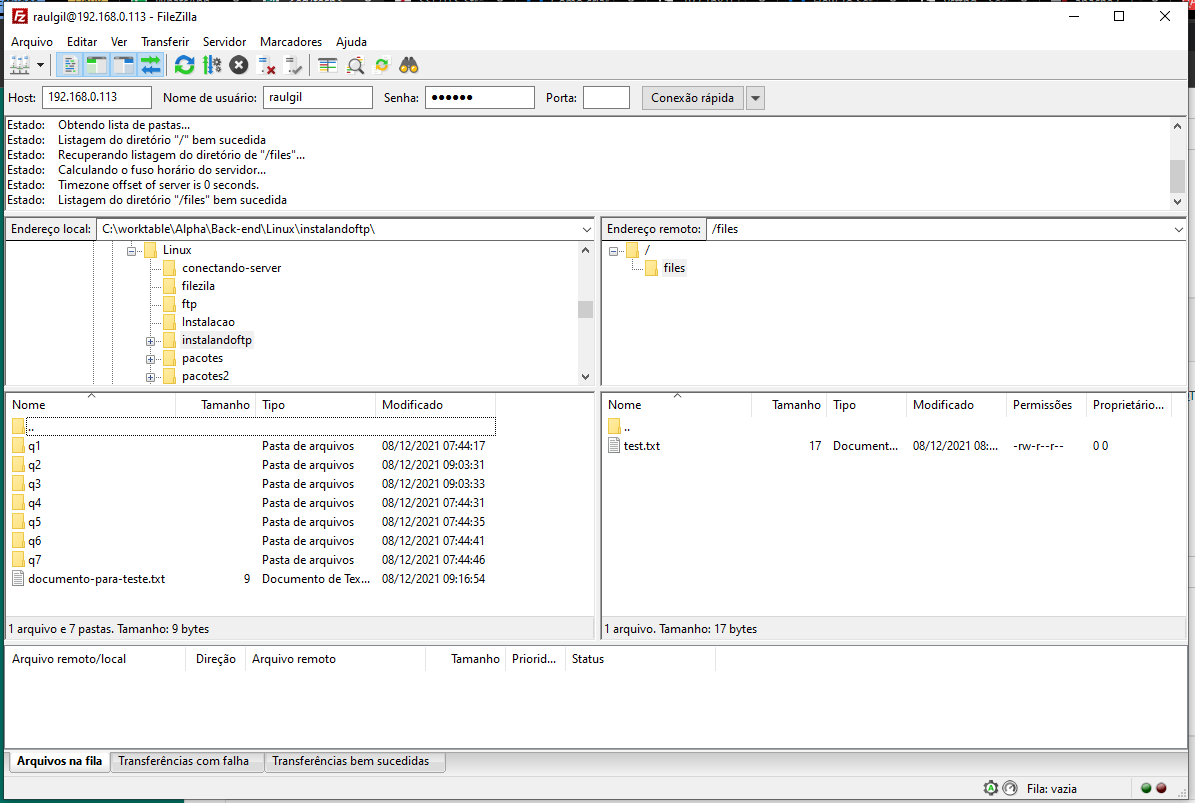 raulgil@192.168.0.113 - FileZilla
Arquivo Editar Ver Transferir Servidor Marcadores Ajuda
Host: 192.168.0.113 Nome de usuário: raulgil Senha: ●●●●●● Porta: Conexão rápida
Estado: Obtendo lista de pastas...
Estado: Listagem do diretório "/" bem sucedida
Estado: Recuperando listagem do diretório de "/files"...
Estado: Calculando o fuso horário do servidor...
Estado: Timezone offset of server is 0 seconds.
Estado: Listagem do diretório "/files" bem sucedida
Endereço local: C:\worktable\Alpha\Back-end\Linux\instalandoftp\
Linux
conectando-server
filezila
ftp
Instalacao
instalandoftp
pacotes
pacotes2
Endereço remoto: /files
/
files
Nome Tamanho Tipo Modificado
..
q1 Pasta de arquivos 08/12/2021 07:44:17
q2 Pasta de arquivos 08/12/2021 09:03:31
q3 Pasta de arquivos 08/12/2021 09:03:33
q4 Pasta de arquivos 08/12/2021 07:44:31
q5 Pasta de arquivos 08/12/2021 07:44:35
q6 Pasta de arquivos 08/12/2021 07:44:41
q7 Pasta de arquivos 08/12/2021 07:44:46
documento-para-teste.txt 9 Documento de Tex... 08/12/2021 09:16:54
1 arquivo e 7 pastas. Tamanho: 9 bytes
Nome Tamanho Tipo Modificado Permissões Proprietário...
..
test.txt 17 Document... 08/12/2021 08:... -rw-r--r-- 0 0
1 arquivo. Tamanho: 17 bytes
Arquivo remoto/local Direção Arquivo remoto Tamanho Priorid... Status
Arquivos na fila Transferências com falha Transferências bem sucedidas
Fila: vazia